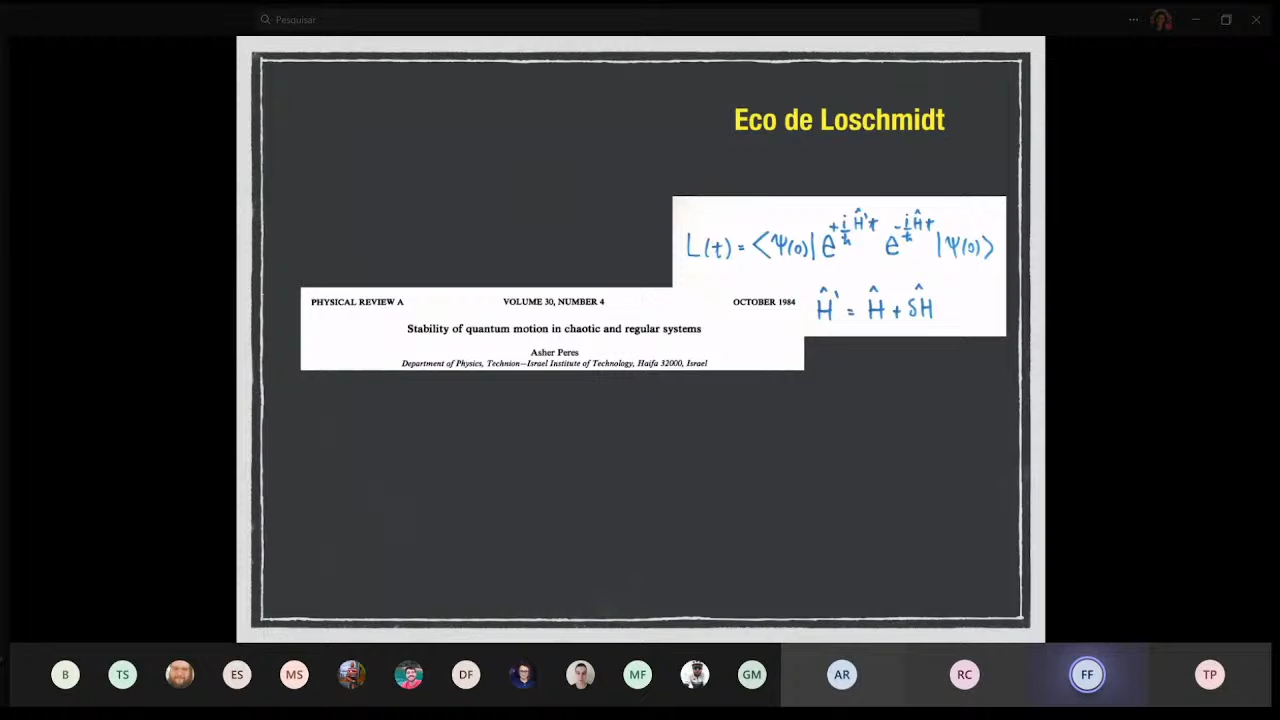 Pesquisar
Eco de Loschmidt
L(t) = ⟨Ψ(0)| e^{+i/ħ Ĥ't} e^{-i/ħ Ĥt} |Ψ(0)⟩
Ĥ' = Ĥ + δĤ
PHYSICAL REVIEW A VOLUME 30, NUMBER 4 OCTOBER 1984
Stability of quantum motion in chaotic and regular systems
Asher Peres
Department of Physics, Technion—Israel Institute of Technology, Haifa 32000, Israel
B TS ES MS DF MF GM AR RC FF TP